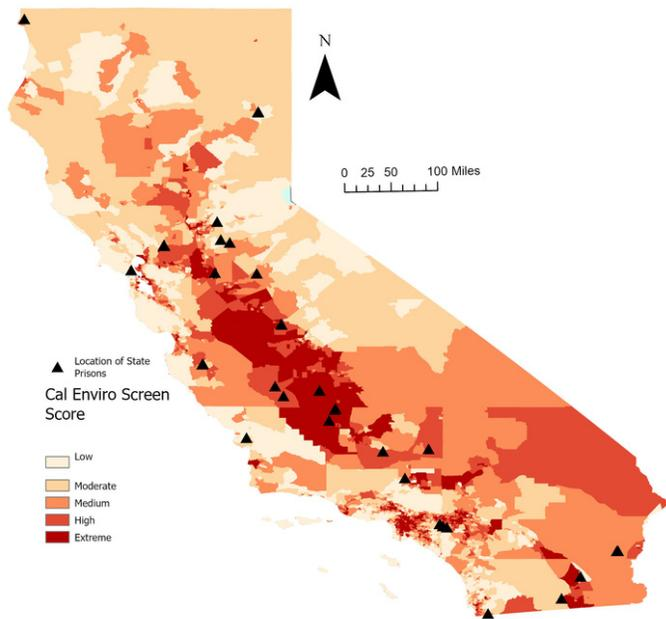 N
0 25 50 100 Miles
Location of State
Prisons
Cal Enviro Screen
Score
Low
Moderate
Medium
High
Extreme